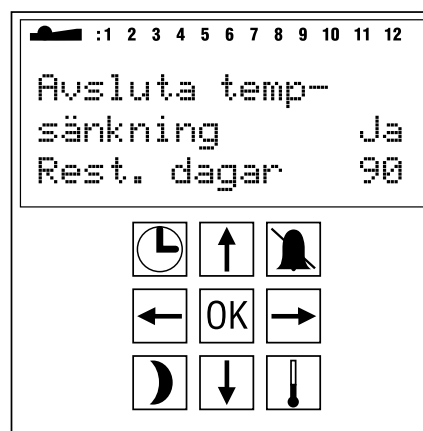 :1 2 3 4 5 6 7 8 9 10 11 12
Avsluta temp-
sänkning Ja
Rest. dagar 90
OK